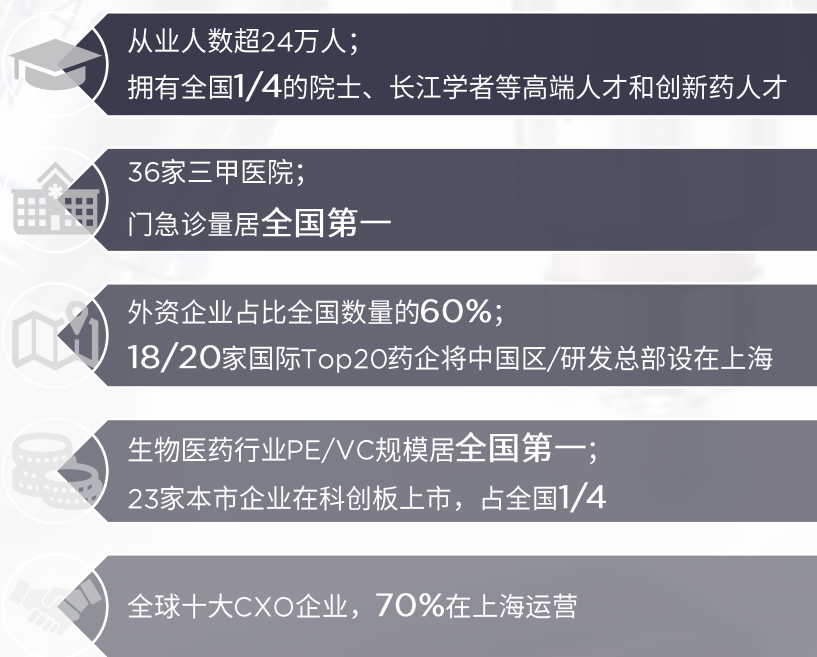 从业人数超24万人；
拥有全国1/4的院士、长江学者等高端人才和创新药人才
36家三甲医院；
门急诊量居全国第一
外资企业占比全国数量的60%；
18/20家国际Top20药企将中国区/研发总部设在上海
生物医药行业PE/VC规模居全国第一；
23家本市企业在科创板上市，占全国1/4
全球十大CXO企业，70%在上海运营